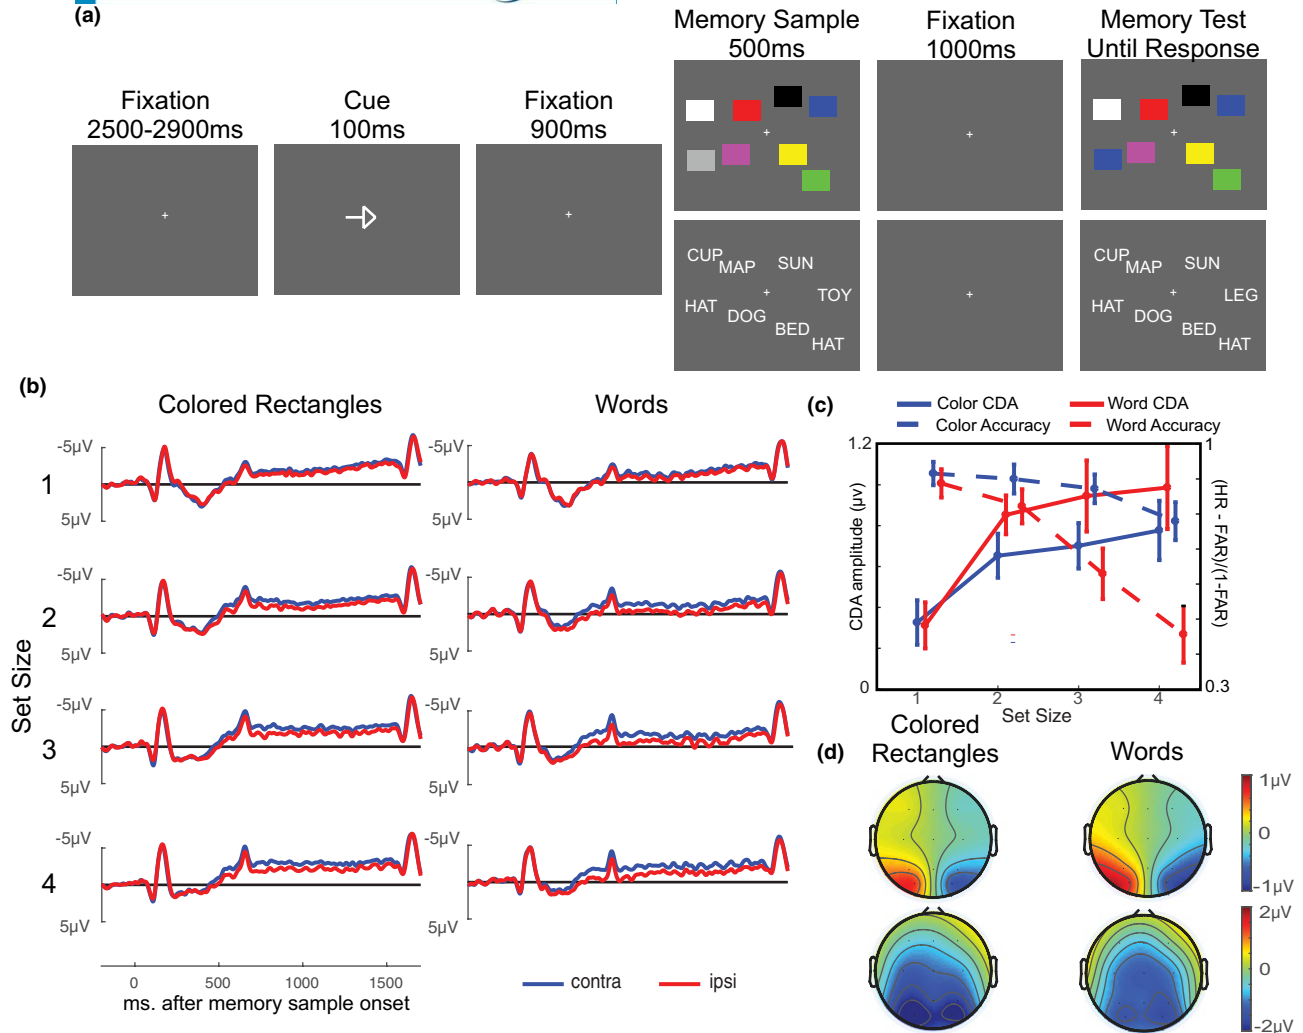 (a)
Fixation
2500-2900ms
Cue
100ms
Fixation
900ms
Memory Sample
500ms
Fixation
1000ms
Memory Test
Until Response
CUP
MAP
SUN
HAT
DOG
TOY
BED
HAT
CUP
MAP
SUN
HAT
DOG
LEG
BED
HAT
(b)
Colored Rectangles
Words
Set Size
1
-5µV
5µV
-5µV
5µV
2
-5µV
5µV
-5µV
5µV
3
-5µV
5µV
-5µV
5µV
4
-5µV
5µV
-5µV
5µV
0 500 1000 1500
ms. after memory sample onset
contra ipsi
(c)
Color CDA Word CDA
Color Accuracy Word Accuracy
1.2
0
CDA amplitude (µv)
1
0.3
(HR - FAR)/(1-FAR)
1 2 3 4
Set Size
(d)
Colored
Rectangles
Words
1µV
0
-1µV
2µV
0
-2µV